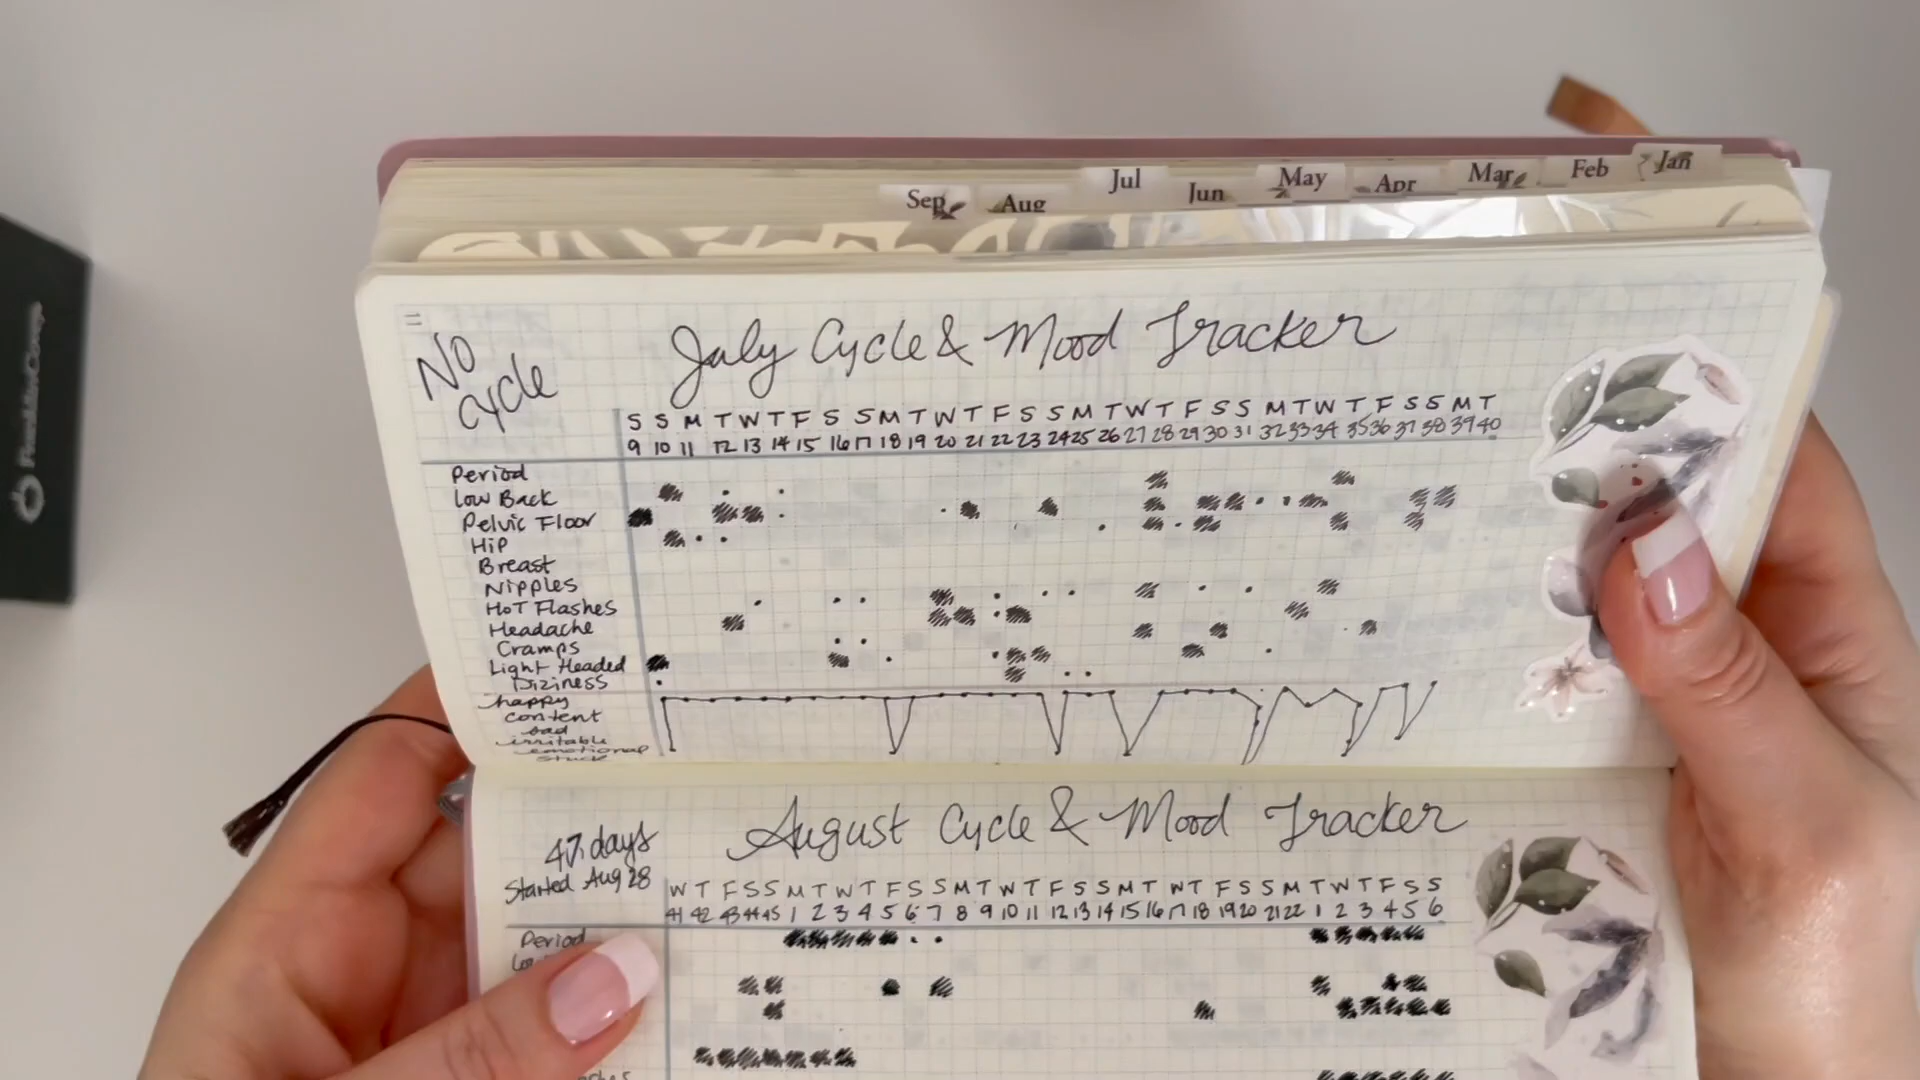 Sep Aug Jul Jun May Apr Mar Feb Jan
No
cycle
July Cycle & Mood Tracker
S S M T W T F S S M T W T F S S M T W T F S S M T W T F S S M T
9 10 11 12 13 14 15 16 17 18 19 20 21 22 23 24 25 26 27 28 29 30 31 32 33 34 35 36 37 38 39 40
Period
Low Back
Pelvic Floor
Hip
Breast
Nipples
Hot Flashes
Headache
Cramps
Light Headed
Diziness
happy
content
sad
irritable
emotional
stuck
47 days
Started Aug 28
August Cycle & Mood Tracker
W T F S S M T W T F S S M T W T F S S M T W T F S S M T W T F S S
41 42 43 44 45 1 2 3 4 5 6 7 8 9 10 11 12 13 14 15 16 17 18 19 20 21 22 1 2 3 4 5 6
Period